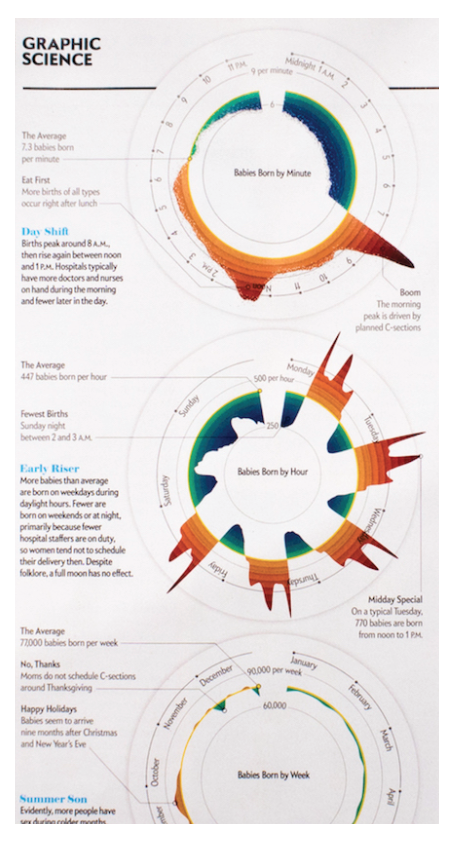 GRAPHIC
SCIENCE
11 P.M.
Midnight
1 A.M.
10
9 per minute
2
9
3
6
8
4
The Average
7.3 babies born
per minute
7
5
Babies Born by Minute
Eat First
More births of all types
occur right after lunch
6
6
5
7
Day Shift
Births peak around 8 A.M.,
then rise again between noon
and 1 P.M. Hospitals typically
have more doctors and nurses
on hand during the morning
and fewer later in the day.
4
3
2 P.M.
Noon
11
10
9
Boom
The morning
peak is driven by
planned C-sections
The Average
447 babies born per hour
Monday
500 per hour
Sunday
Tuesday
Fewest Births
Sunday night
between 2 and 3 A.M.
250
Early Riser
More babies than average
are born on weekdays during
daylight hours. Fewer are
born on weekends or at night,
primarily because fewer
hospital staffers are on duty,
so women tend not to schedule
their delivery then. Despite
folklore, a full moon has no effect.
Babies Born by Hour
Saturday
Wednesday
Friday
Thursday
Midday Special
On a typical Tuesday,
770 babies are born
from noon to 1 P.M.
The Average
77,000 babies born per week
January
December
90,000 per week
No, Thanks
Moms do not schedule C-sections
around Thanksgiving
February
60,000
Happy Holidays
Babies seem to arrive
nine months after Christmas
and New Year's Eve
November
March
October
Babies Born by Week
April
Summer Son
Evidently, more people have
sex during colder months